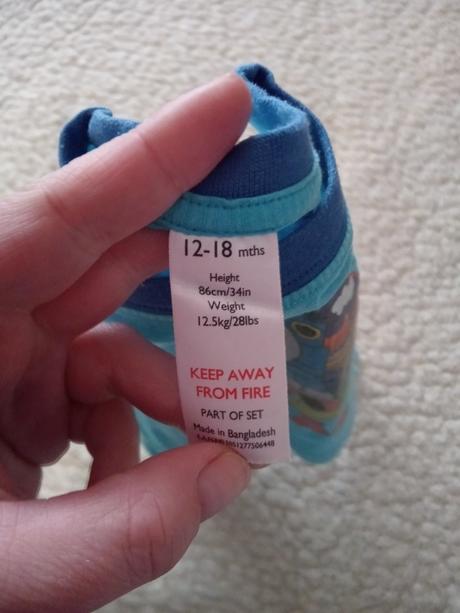 12-18 mths
Height
86cm/34in
Weight
12.5kg/28lbs
KEEP AWAY
FROM FIRE
PART OF SET
Made in Bangladesh